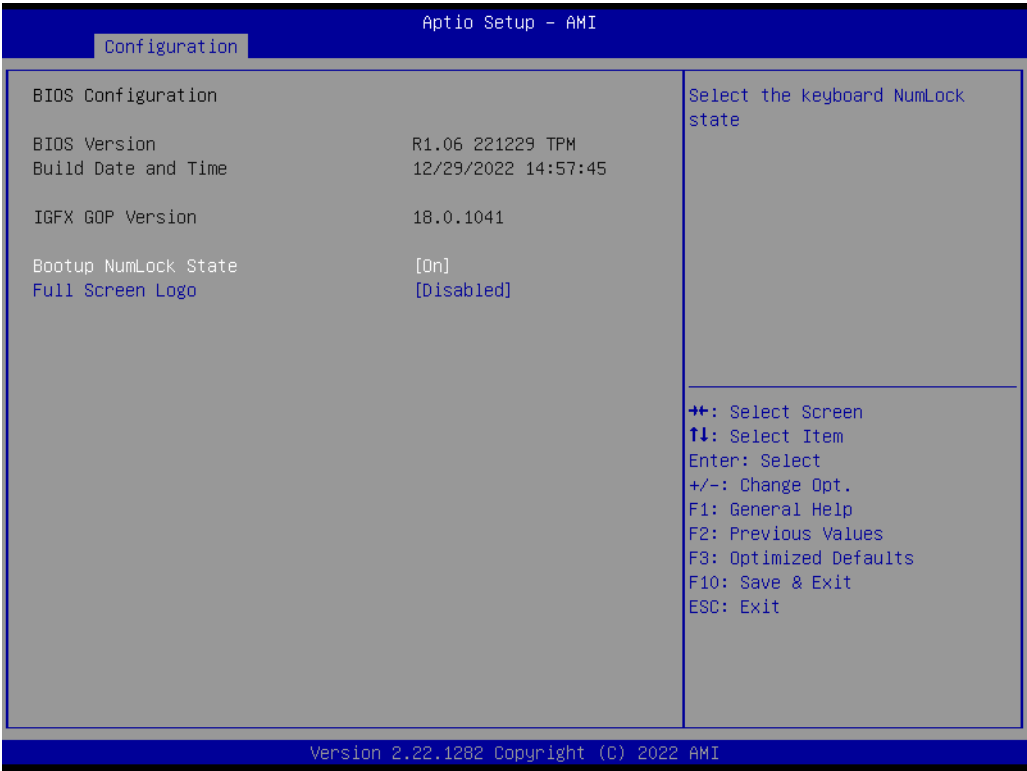 Aptio Setup – AMI
Configuration
BIOS Configuration
BIOS Version R1.06 221229 TPM
Build Date and Time 12/29/2022 14:57:45
IGFX GOP Version 18.0.1041
Bootup NumLock State [On]
Full Screen Logo [Disabled]
Select the keyboard NumLock
state
→←: Select Screen
↑↓: Select Item
Enter: Select
+/-: Change Opt.
F1: General Help
F2: Previous Values
F3: Optimized Defaults
F10: Save & Exit
ESC: Exit
Version 2.22.1282 Copyright (C) 2022 AMI